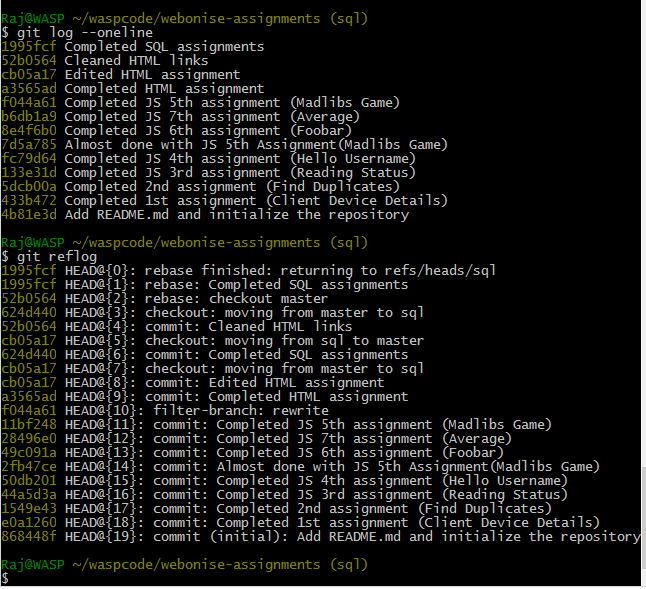 Raj@WASP ~/waspcode/webonise-assignments (sql)
$ git log --oneline
1995fcf Completed SQL assignments
52b0564 Cleaned HTML links
cb05a17 Edited HTML assignment
a3565ad Completed HTML assignment
f044a61 Completed JS 5th assignment (Madlibs Game)
b6db1a9 Completed JS 7th assignment (Average)
8e4f6b0 Completed JS 6th assignment (Foobar)
7d5a785 Almost done with JS 5th Assignment(Madlibs Game)
fc79d64 Completed JS 4th assignment (Hello Username)
133e31d Completed JS 3rd assignment (Reading Status)
5dcb00a Completed 2nd assignment (Find Duplicates)
433b472 Completed 1st assignment (Client Device Details)
4b81e3d Add README.md and initialize the repository
Raj@WASP ~/waspcode/webonise-assignments (sql)
$ git reflog
1995fcf HEAD@{0}: rebase finished: returning to refs/heads/sql
1995fcf HEAD@{1}: rebase: Completed SQL assignments
52b0564 HEAD@{2}: rebase: checkout master
624d440 HEAD@{3}: checkout: moving from master to sql
52b0564 HEAD@{4}: commit: Cleaned HTML links
cb05a17 HEAD@{5}: checkout: moving from sql to master
624d440 HEAD@{6}: commit: Completed SQL assignments
cb05a17 HEAD@{7}: checkout: moving from master to sql
cb05a17 HEAD@{8}: commit: Edited HTML assignment
a3565ad HEAD@{9}: commit: Completed HTML assignment
f044a61 HEAD@{10}: filter-branch: rewrite
11bf248 HEAD@{11}: commit: Completed JS 5th assignment (Madlibs Game)
28496e0 HEAD@{12}: commit: Completed JS 7th assignment (Average)
49c091a HEAD@{13}: commit: Completed JS 6th assignment (Foobar)
2fb47ce HEAD@{14}: commit: Almost done with JS 5th Assignment(Madlibs Game)
50db201 HEAD@{15}: commit: Completed JS 4th assignment (Hello Username)
44a5d3a HEAD@{16}: commit: Completed JS 3rd assignment (Reading Status)
1549e43 HEAD@{17}: commit: Completed 2nd assignment (Find Duplicates)
e0a1260 HEAD@{18}: commit: Completed 1st assignment (Client Device Details)
868448f HEAD@{19}: commit (initial): Add README.md and initialize the repository
Raj@WASP ~/waspcode/webonise-assignments (sql)
$